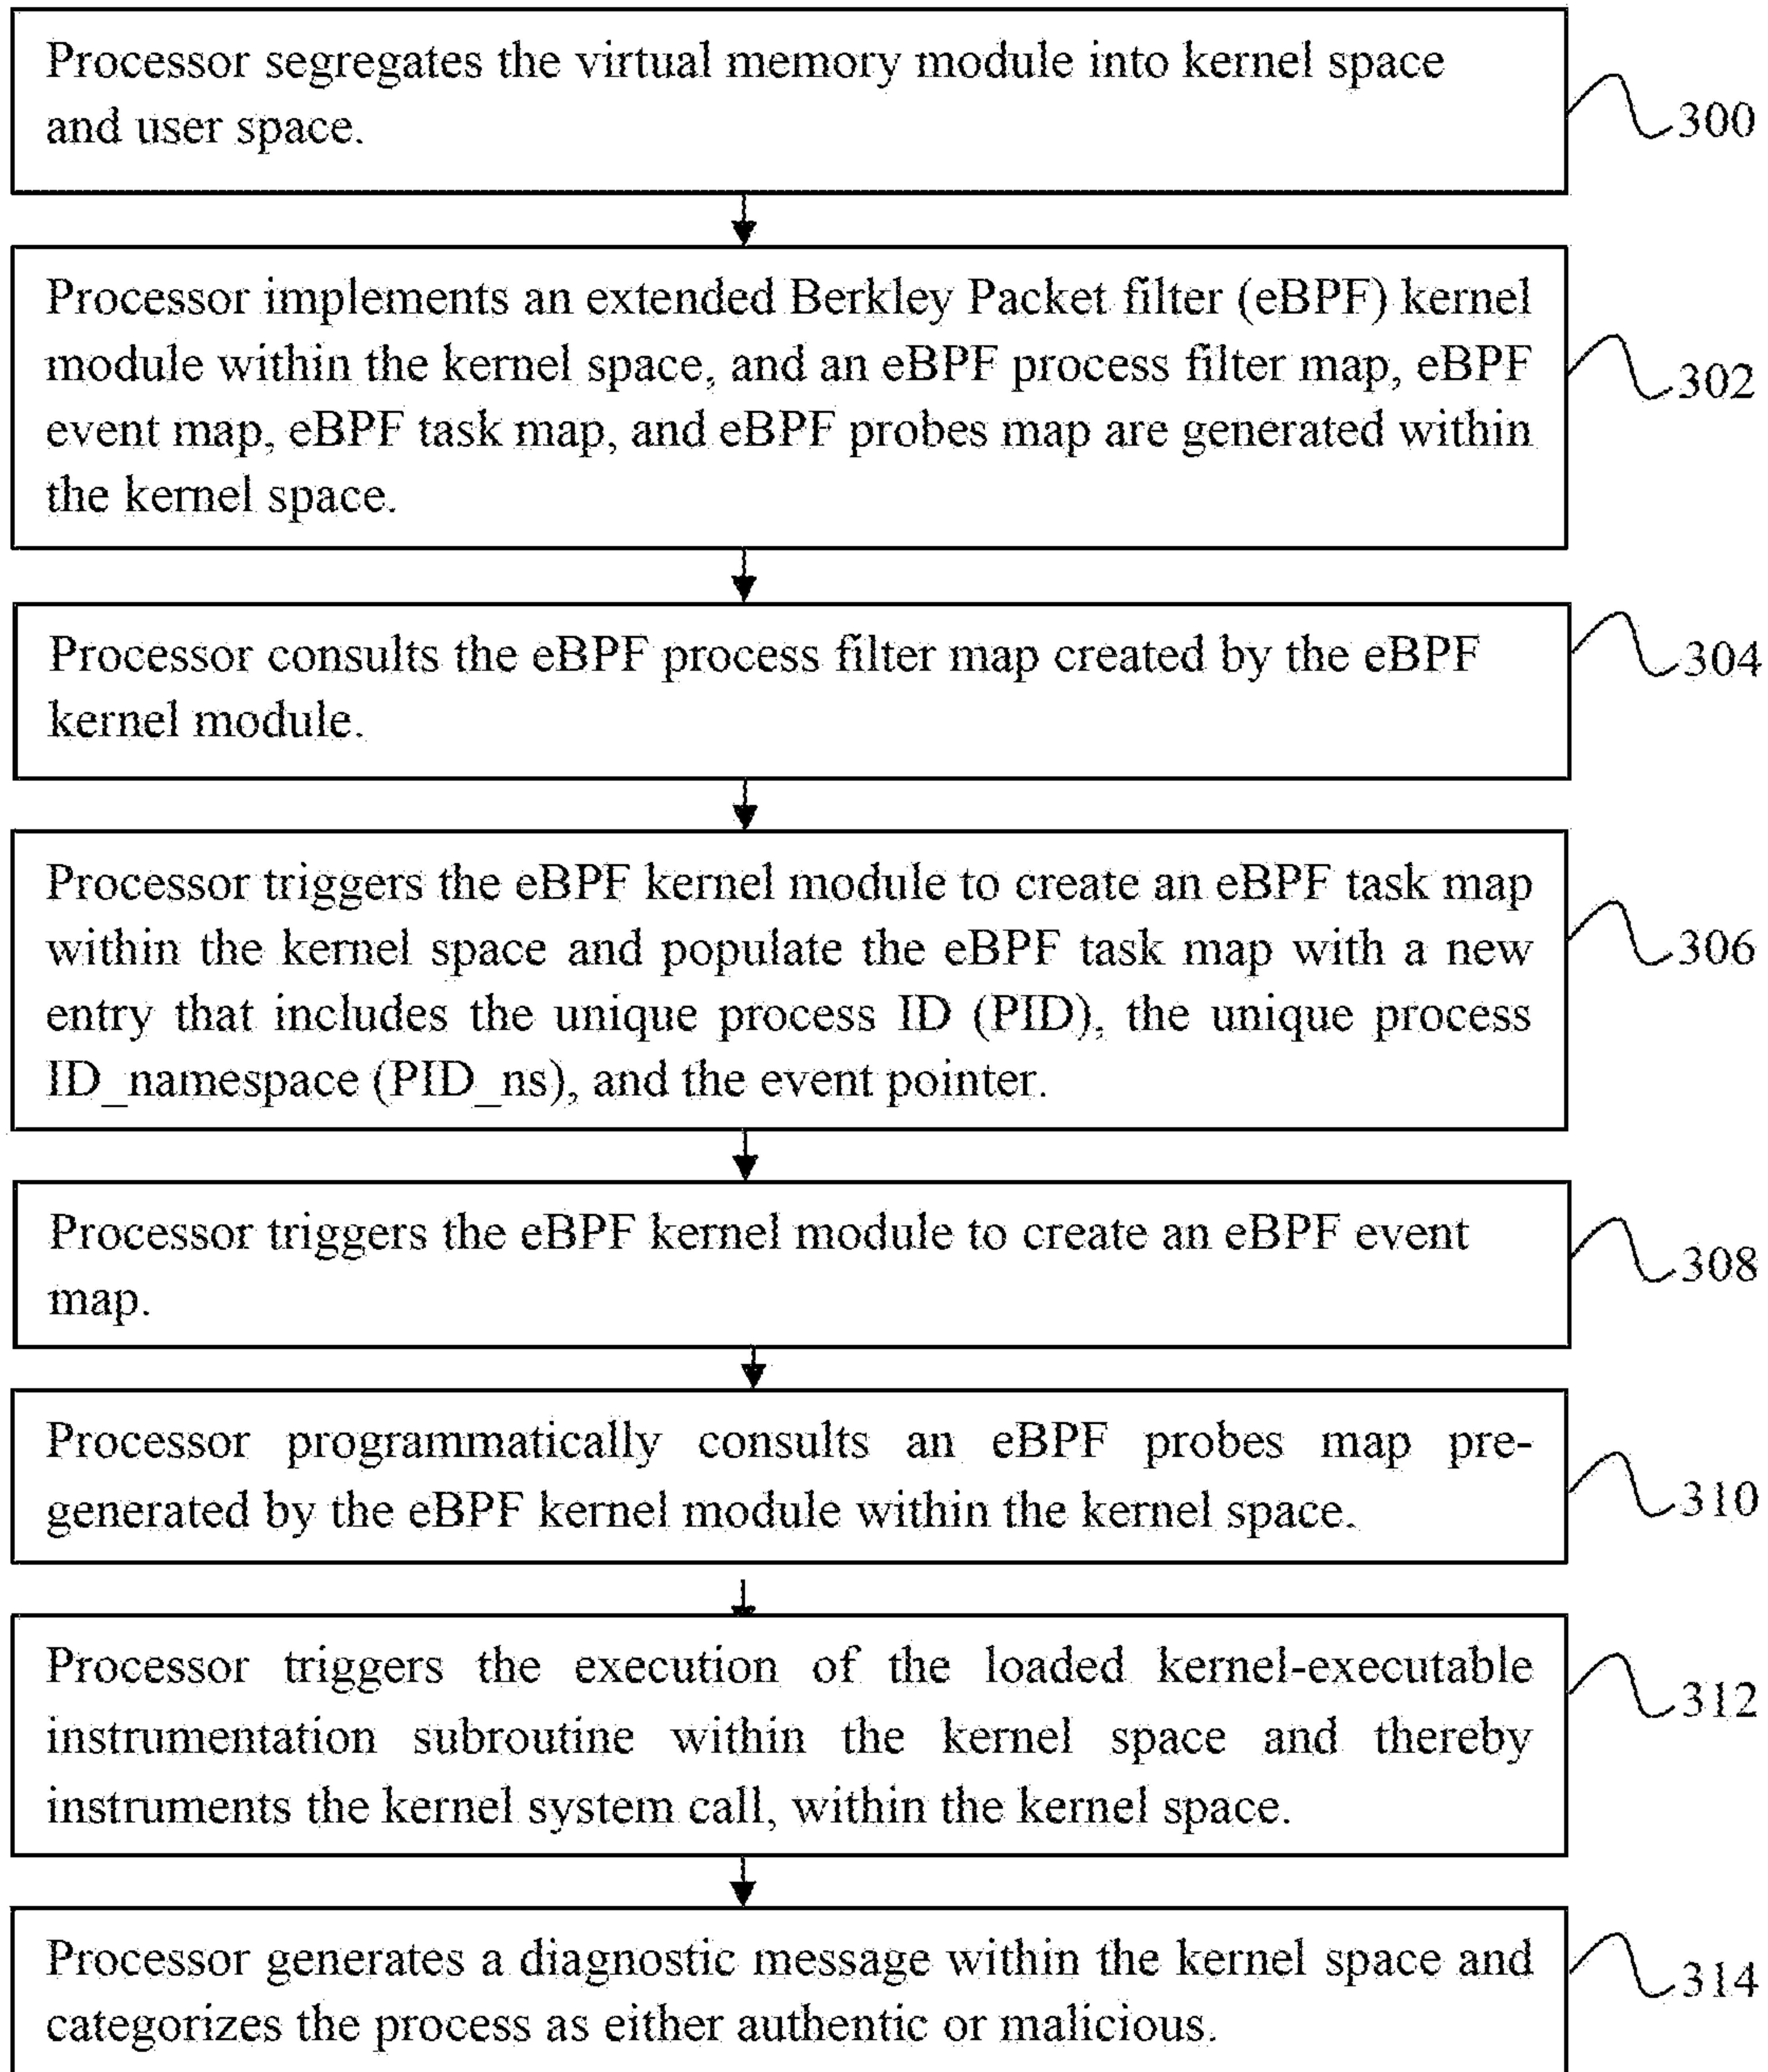 Processor segregates the virtual memory module into kernel space
and user space.
300
Processor implements an extended Berkley Packet filter (eBPF) kernel
module within the kernel space, and an eBPF process filter map, eBPF
event map, eBPF task map, and eBPF probes map are generated within
the kernel space.
302
Processor consults the eBPF process filter map created by the eBPF
kernel module.
304
Processor triggers the eBPF kernel module to create an eBPF task map
within the kernel space and populate the eBPF task map with a new
entry that includes the unique process ID (PID), the unique process
ID_namespace (PID_ns), and the event pointer.
306
Processor triggers the eBPF kernel module to create an eBPF event
map.
308
Processor programmatically consults an eBPF probes map pre-
generated by the eBPF kernel module within the kernel space.
310
Processor triggers the execution of the loaded kernel-executable
instrumentation subroutine within the kernel space and thereby
instruments the kernel system call, within the kernel space.
312
Processor generates a diagnostic message within the kernel space and
categorizes the process as either authentic or malicious.
314